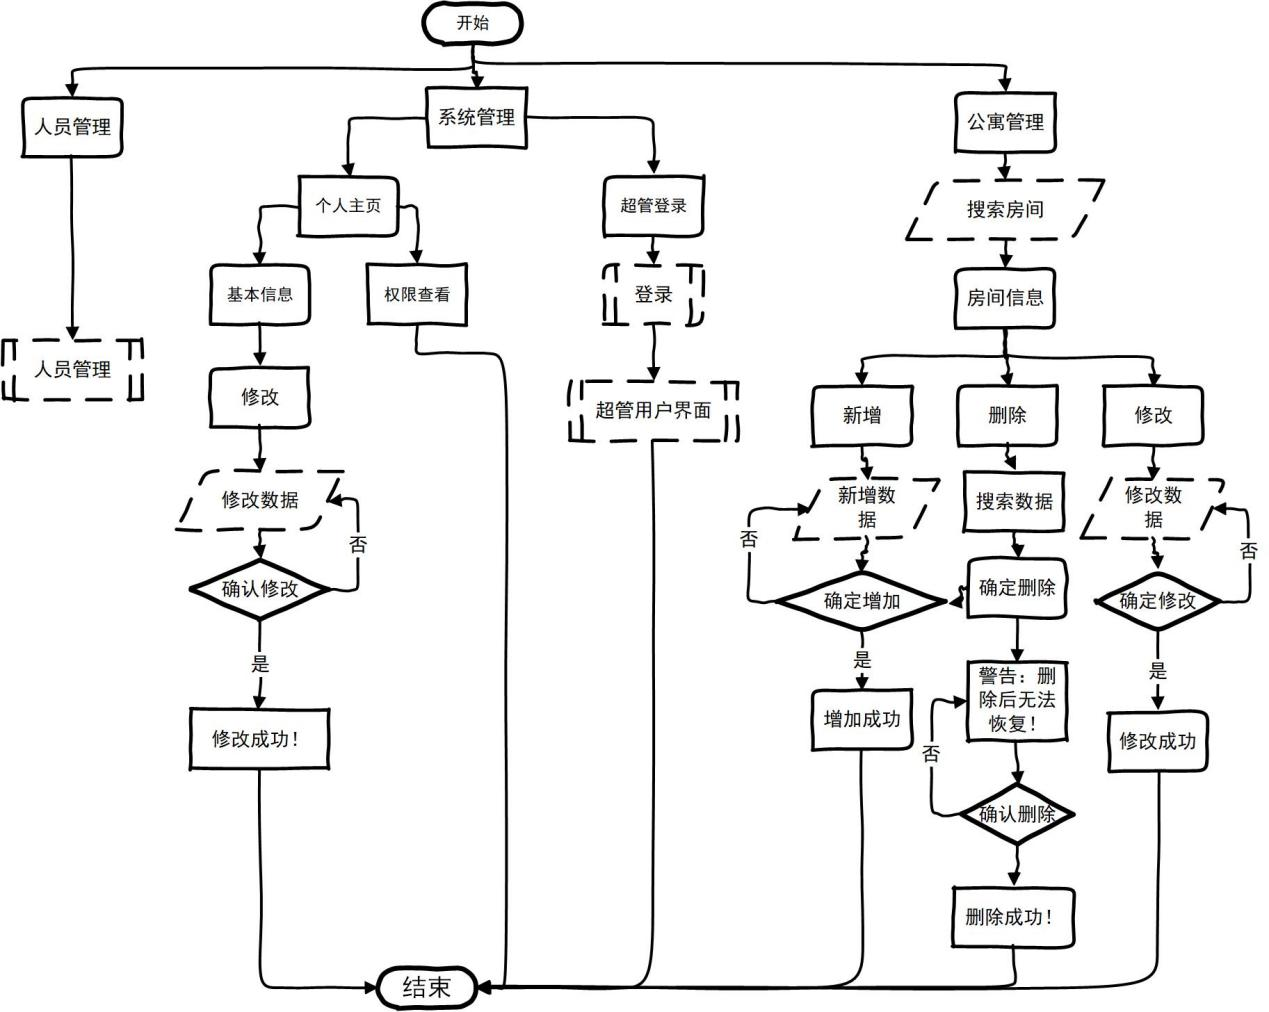 开始
人员管理
系统管理
公寓管理
个人主页
超管登录
搜索房间
基本信息
权限查看
登录
房间信息
人员管理
修改
超管用户界面
新增
删除
修改
修改数据
否
新增数
据
搜索数据
修改数
据
否
否
确认修改
确定增加
确定删除
确定修改
是
是
是
警告：删
除后无法
恢复！
修改成功！
增加成功
否
修改成功
确认删除
删除成功！
结束